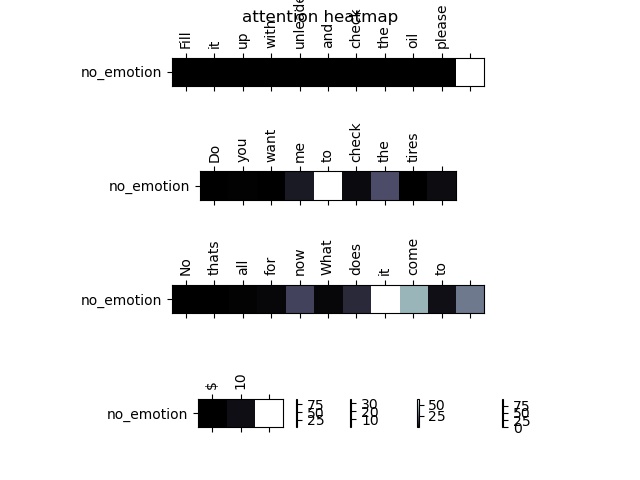 attention heatmap
Fill it up with unleaded and check the oil please
no_emotion
Do you want me to check the tires
no_emotion
No thats all for now What does it come to
no_emotion
$ 10
no_emotion
75 50 25
30 20 10
50 25
75 50 25 0